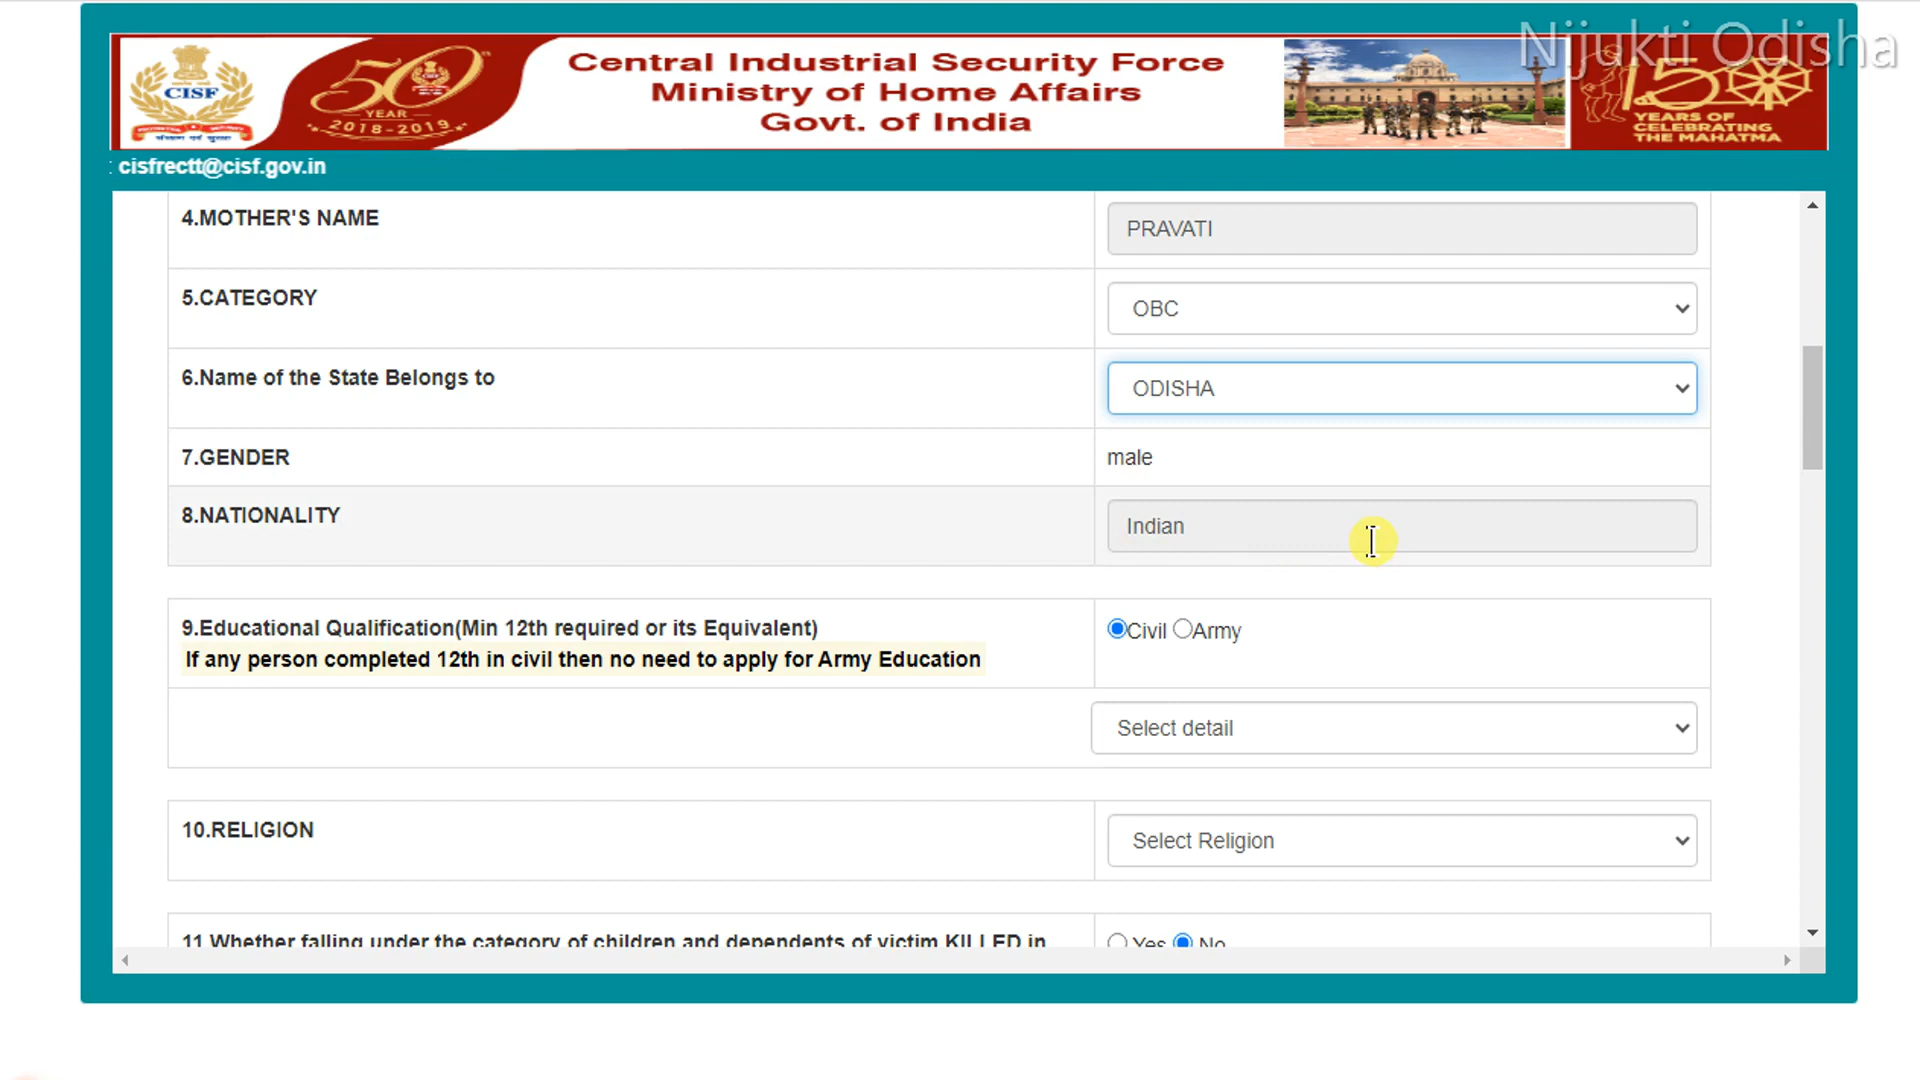 Nijukti Odisha
CISF
50
YEAR
2018-2019
Central Industrial Security Force
Ministry of Home Affairs
Govt. of India
150
YEARS OF
CELEBRATING
THE MAHATMA
: cisfrectt@cisf.gov.in
4.MOTHER'S NAME
PRAVATI
5.CATEGORY
OBC
6.Name of the State Belongs to
ODISHA
7.GENDER
male
8.NATIONALITY
Indian
9.Educational Qualification(Min 12th required or its Equivalent)
Civil Army
If any person completed 12th in civil then no need to apply for Army Education
Select detail
10.RELIGION
Select Religion
11.Whether falling under the category of children and dependents of victim KILLED in
Yes No